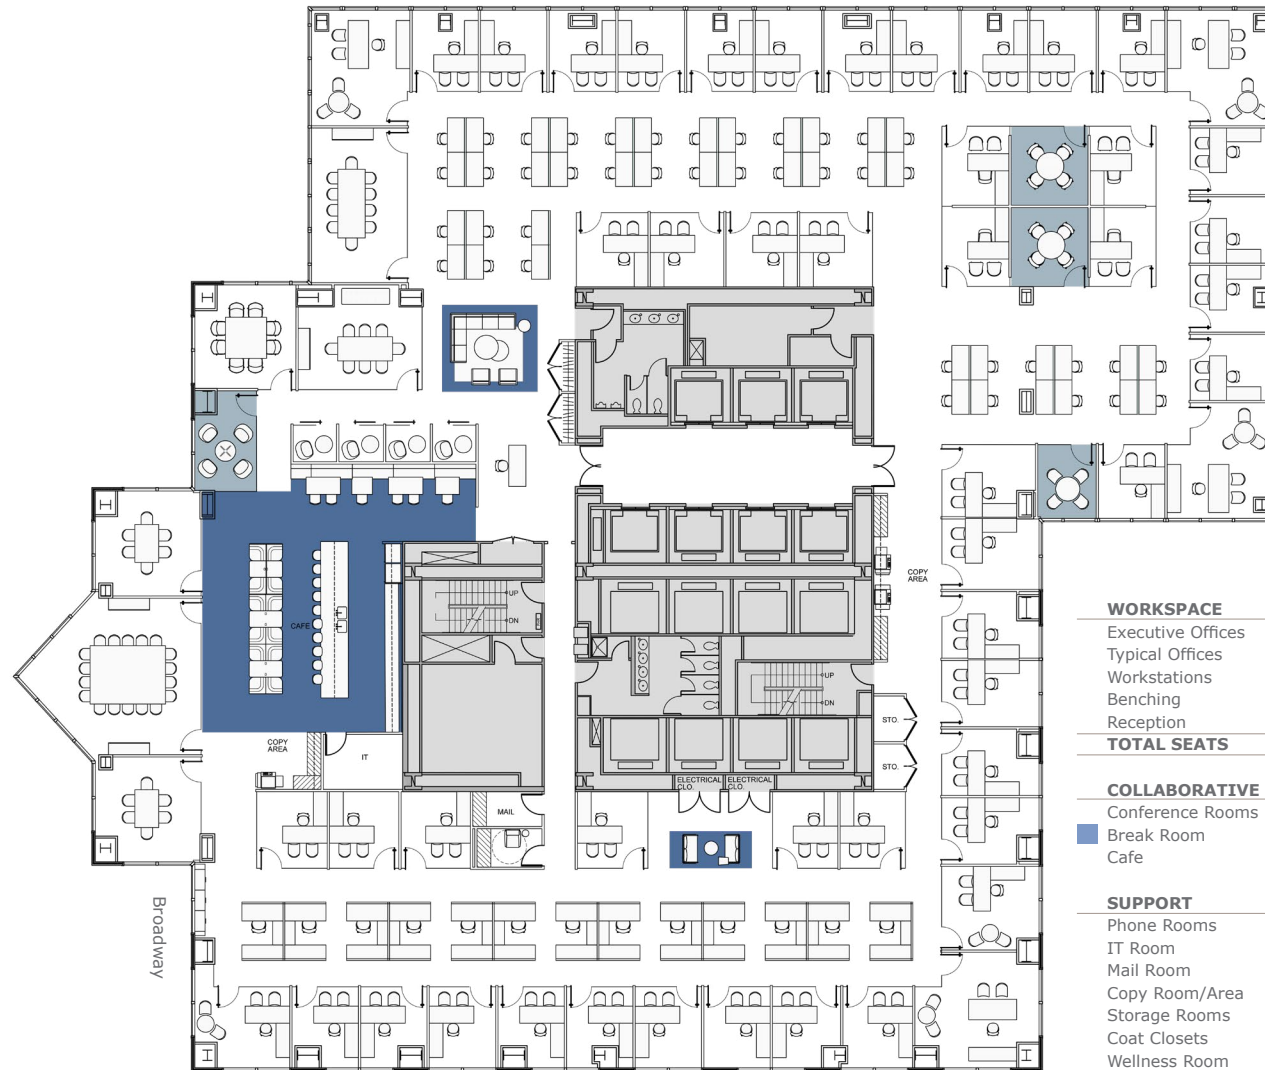 UP
DN
COPY
AREA
CAFE
UP
DN
STO.
STO.
COPY
AREA
IT
ELECTRICAL
CLO.
ELECTRICAL
CLO.
MAIL
Broadway
WORKSPACE
Executive Offices
Typical Offices
Workstations
Benching
Reception
TOTAL SEATS
COLLABORATIVE
Conference Rooms
Break Room
Cafe
SUPPORT
Phone Rooms
IT Room
Mail Room
Copy Room/Area
Storage Rooms
Coat Closets
Wellness Room